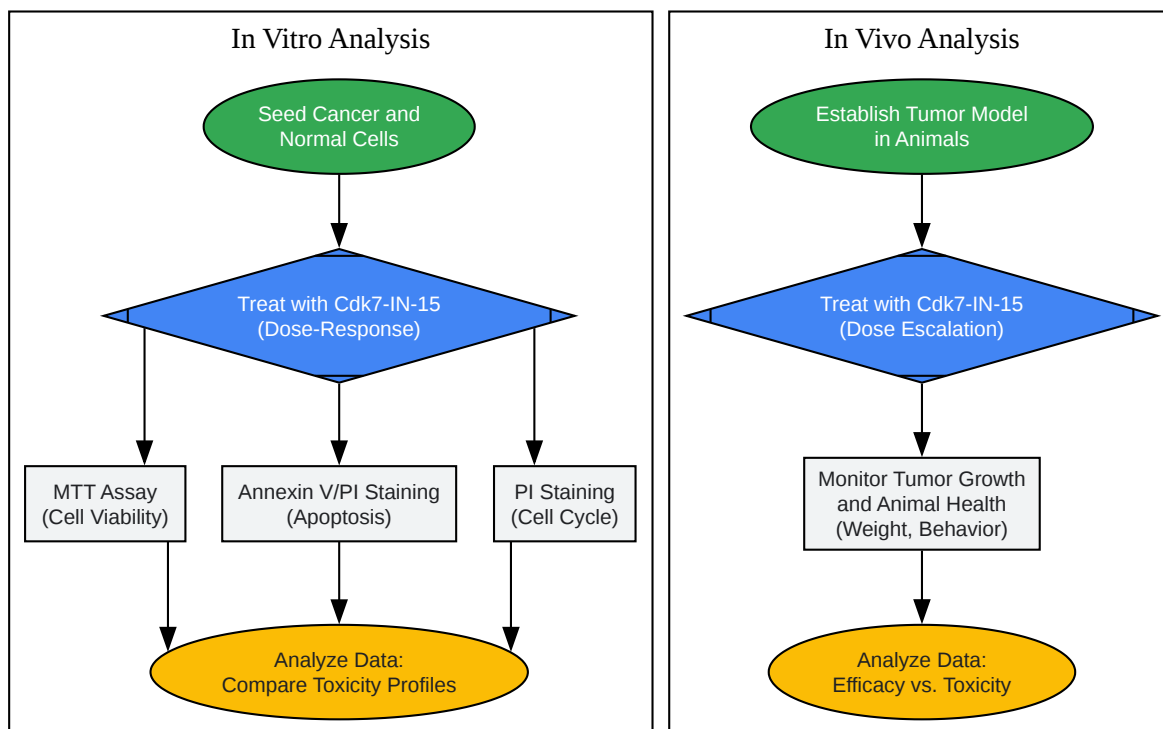 In Vitro Analysis
Seed Cancer and
Normal Cells
Treat with Cdk7-IN-15
(Dose-Response)
MTT Assay
(Cell Viability)
Annexin V/PI Staining
(Apoptosis)
PI Staining
(Cell Cycle)
Analyze Data:
Compare Toxicity Profiles
In Vivo Analysis
Establish Tumor Model
in Animals
Treat with Cdk7-IN-15
(Dose Escalation)
Monitor Tumor Growth
and Animal Health
(Weight, Behavior)
Analyze Data:
Efficacy vs. Toxicity